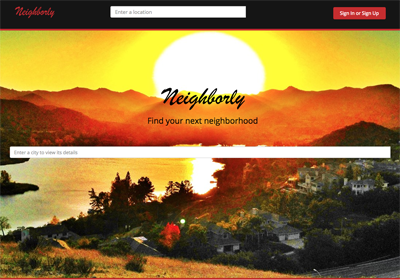 Neighborly
Enter a location
Sign In or Sign Up
Neighborly
Find your next neighborhood
Enter a city to view its details